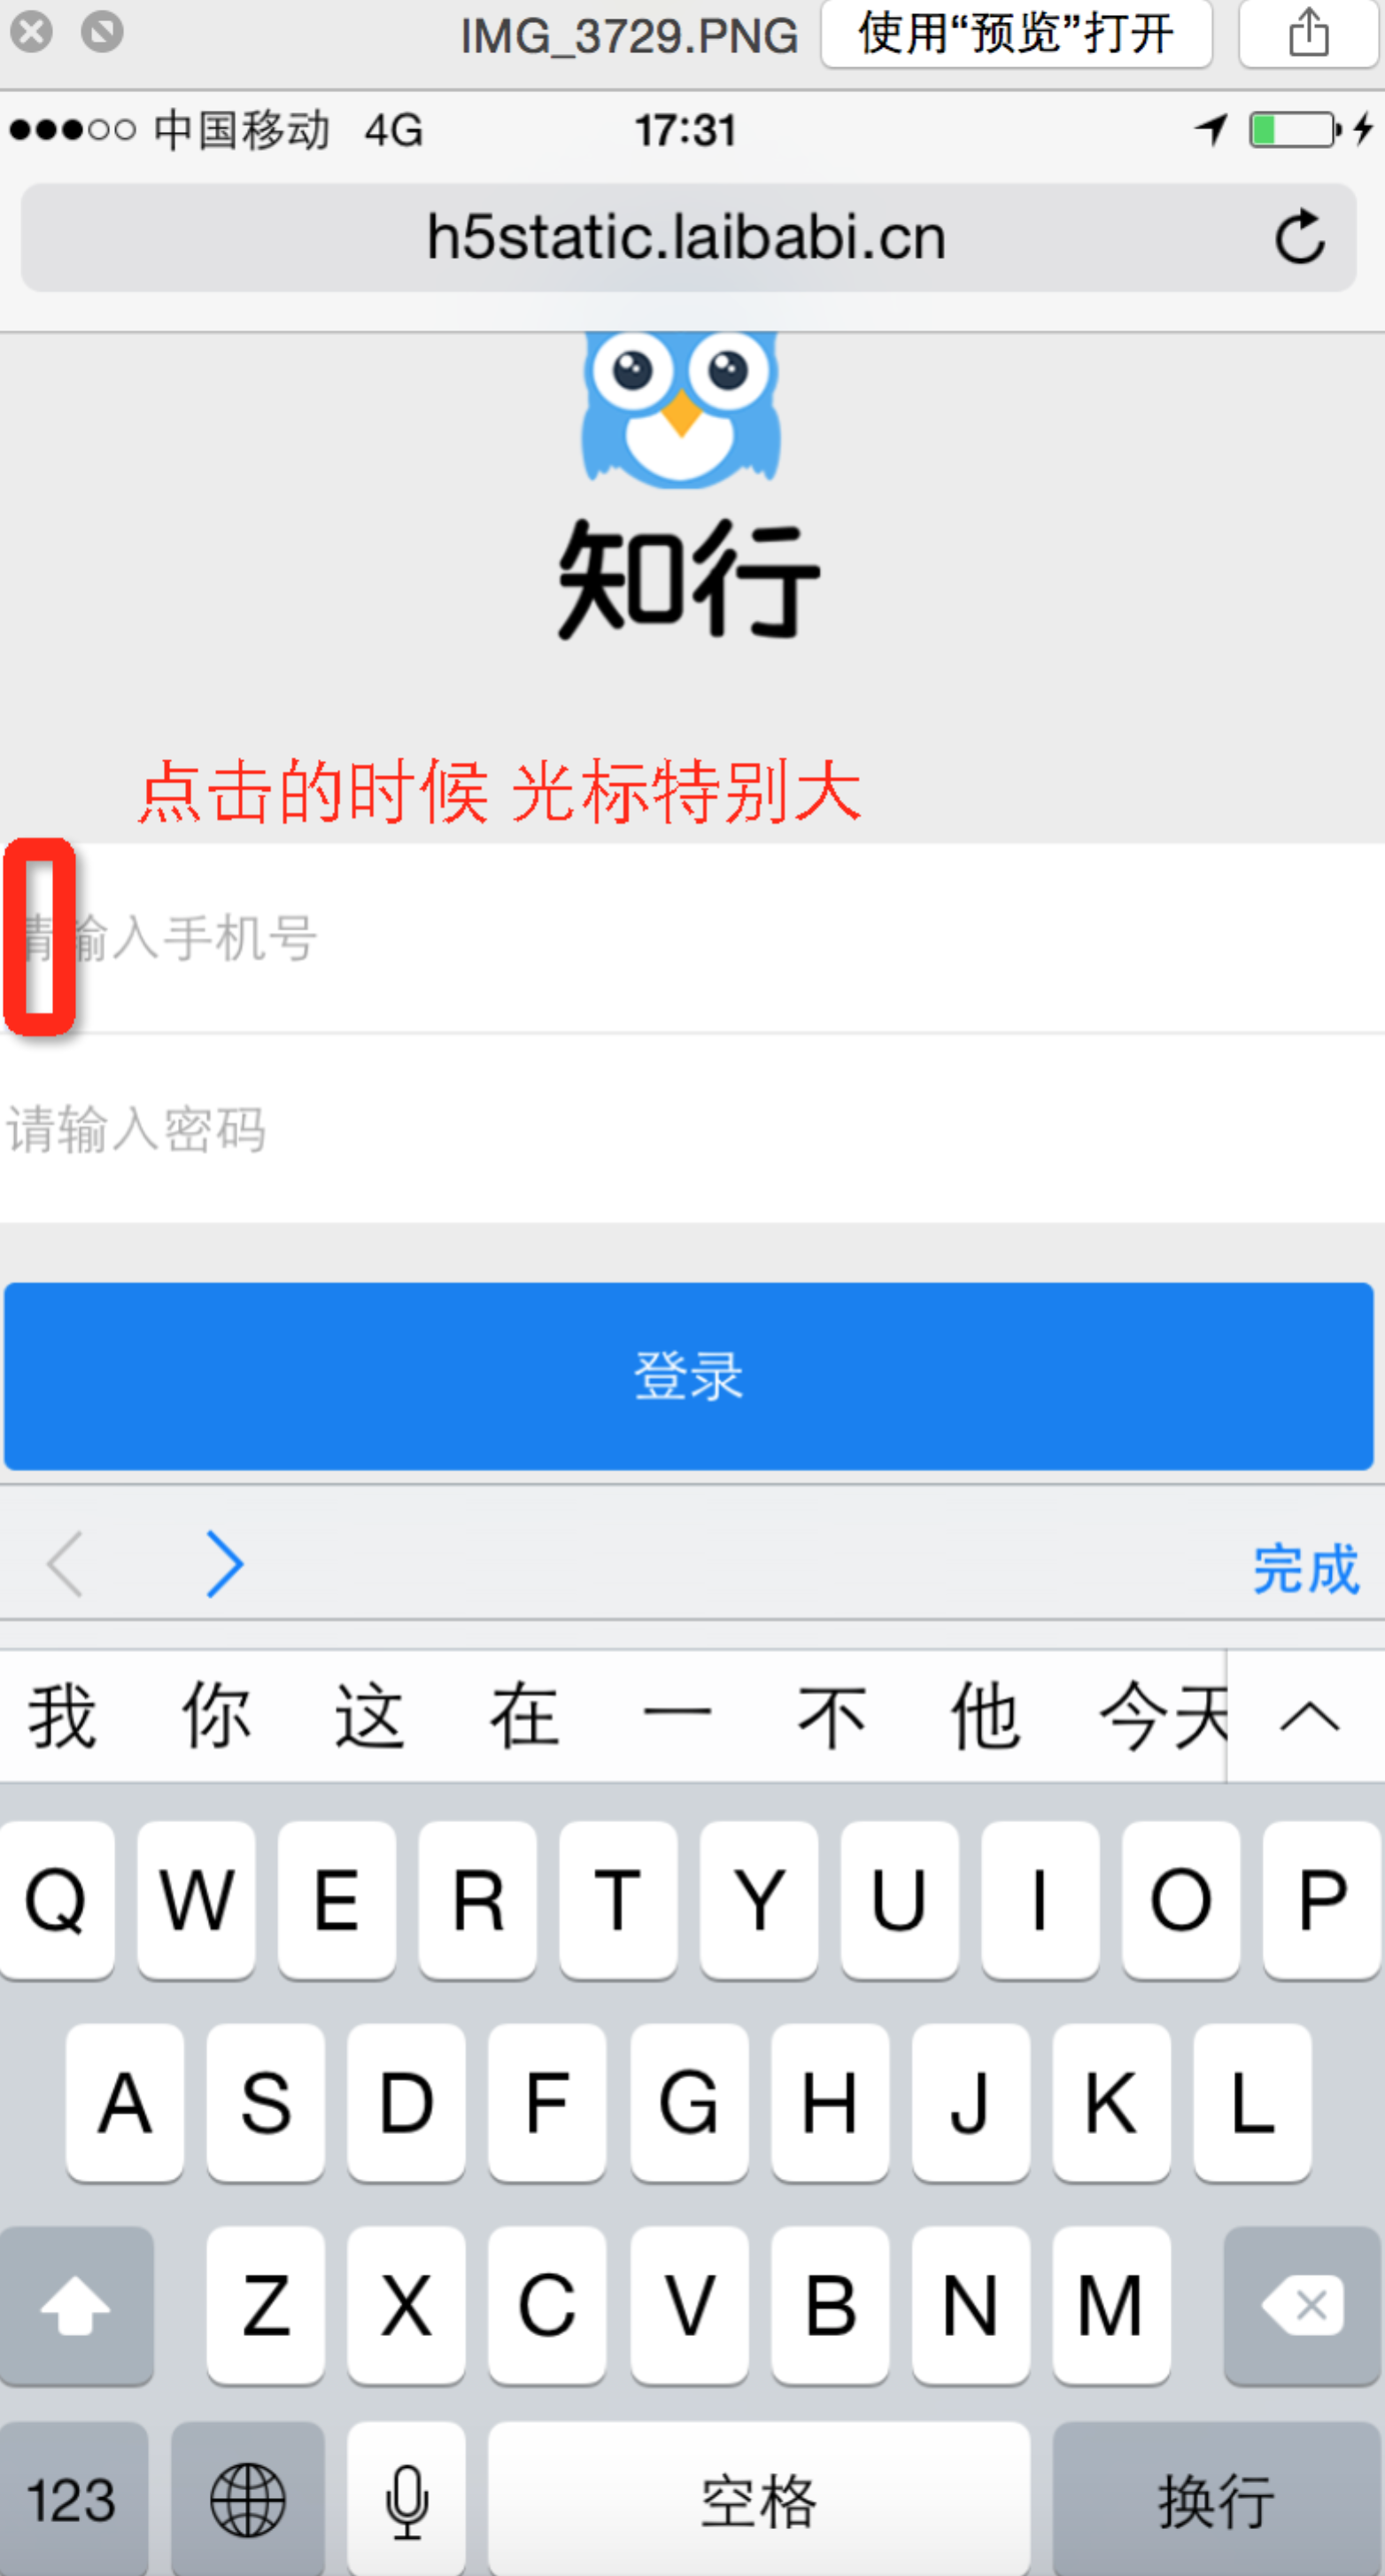 IMG_3729.PNG 使用“预览”打开
中国移动 4G 17:31
h5static.laibabi.cn
知行
点击的时候 光标特别大
请输入手机号
请输入密码
登录
完成
我 你 这 在 一 不 他 今天
Q W E R T Y U I O P
A S D F G H J K L
Z X C V B N M
123 空格 换行